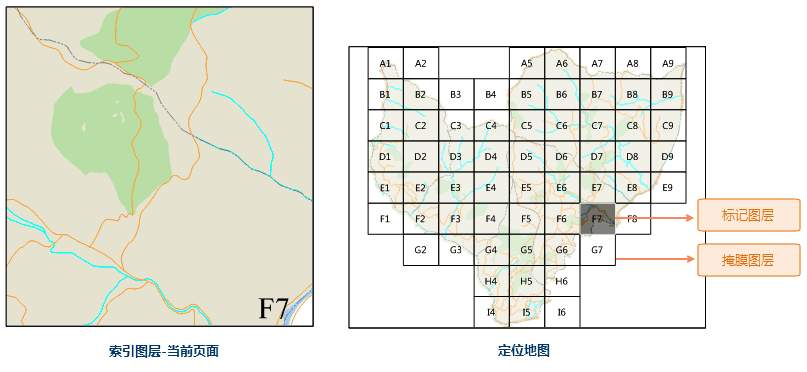 A1 A2 A5 A6 A7 A8 A9
B1 B2 B3 B4 B5 B6 B7 B8 B9
C1 C2 C3 C4 C5 C6 C7 C8 C9
D1 D2 D3 D4 D5 D6 D7 D8 D9
E1 E2 E3 E4 E5 E6 E7 E8 E9
F1 F2 F3 F4 F5 F6 F7 F8
标记图层
G2 G3 G4 G5 G6 G7
掩膜图层
H4 H5 H6
I4 I5 I6
F7
索引图层-当前页面
定位地图